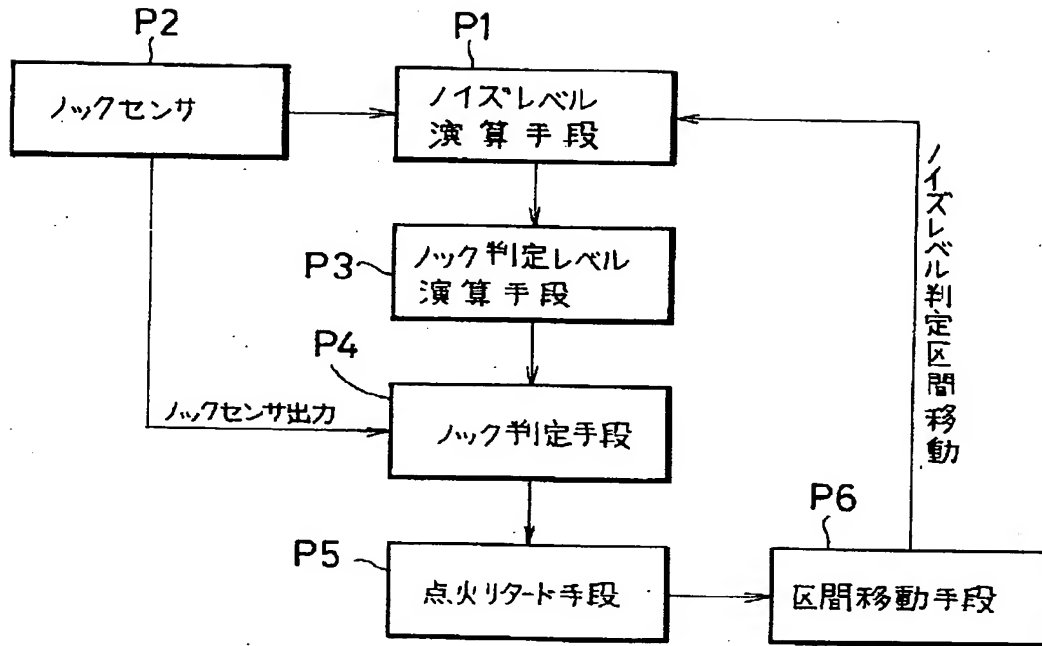 P2
ノックセンサ
P1
ノイズレベル
演算手段
P3
ノック判定レベル
演算手段
P4
ノックセンサ出力
ノック判定手段
P5
点火リタード手段
P6
区間移動手段
ノイズレベル判定区間移動